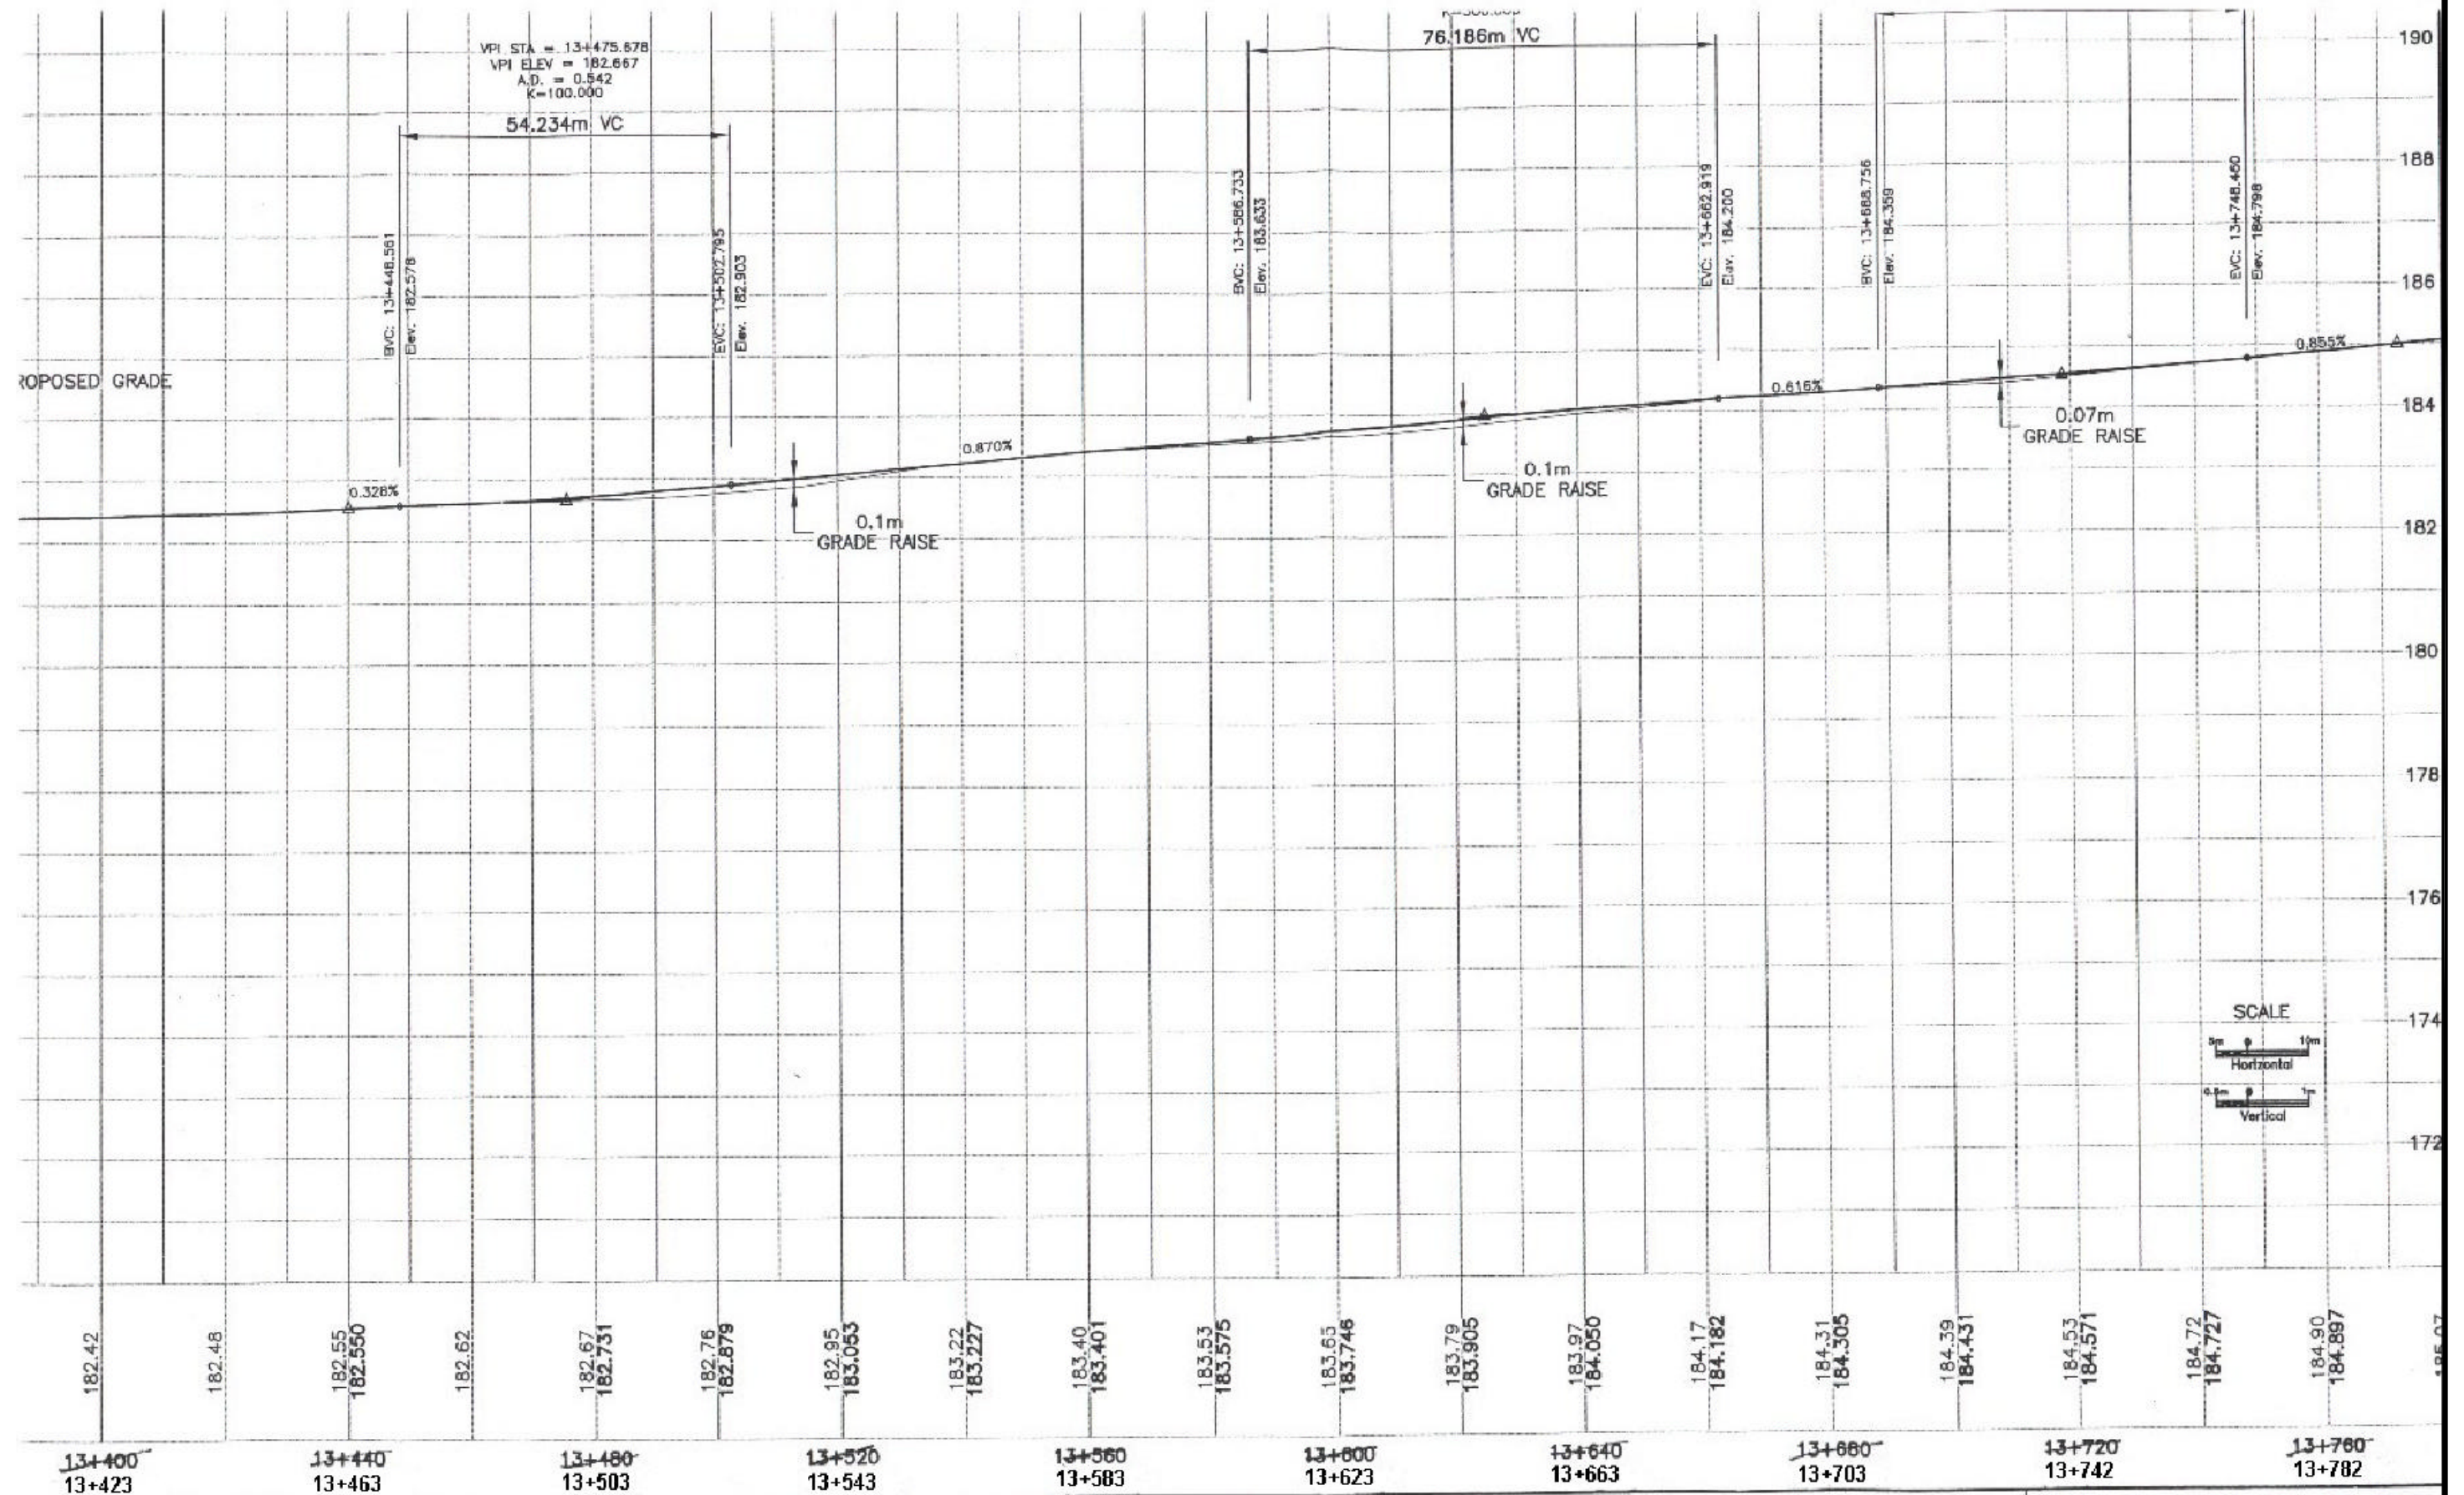 VPI STA = 13+475.678
VPI ELEV = 182.667
A.D. = 0.542
K=100.000
54.234m VC
76.186m VC
190
188
186
184
182
180
178
176
174
172
BVC: 13+448.561
Elev. 182.578
EVC: 13+502.795
Elev. 182.903
BVC: 13+586.733
Elev. 183.633
EVC: 13+662.919
Elev. 184.200
BVC: 13+688.756
Elev. 184.359
EVC: 13+748.460
Elev. 184.798
ROPOSED GRADE
0.328%
0.870%
0.616%
0.855%
0.1m
GRADE RAISE
0.1m
GRADE RAISE
0.07m
GRADE RAISE
SCALE
5m 0 10m
Horizontal
0.5m 0 1m
Vertical
182.42
182.48
182.55
182.550
182.62
182.67
182.731
182.76
182.879
182.95
183.053
183.22
183.227
183.40
183.401
183.53
183.575
183.65
183.746
183.79
183.905
183.97
184.050
184.17
184.182
184.31
184.305
184.39
184.431
184.53
184.571
184.72
184.727
184.90
184.897
13+400 13+440 13+480 13+520 13+560 13+600 13+640 13+680 13+720 13+760
13+423 13+463 13+503 13+543 13+583 13+623 13+663 13+703 13+742 13+782